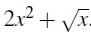 2x² + √x.